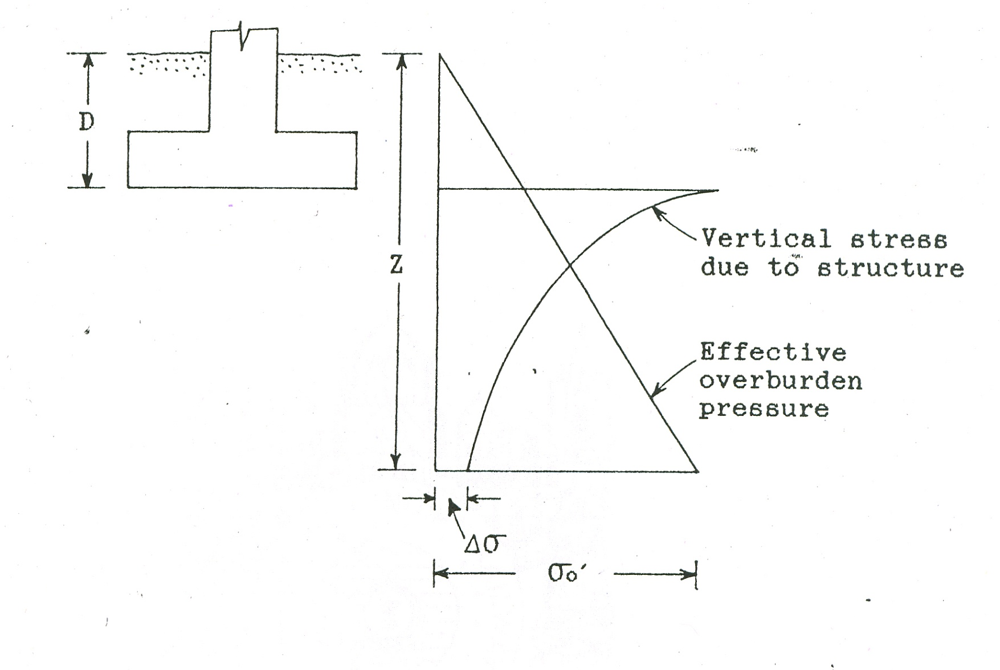 D
Z
Vertical stress
due to structure
Effective
overburden
pressure
Δσ
σo′